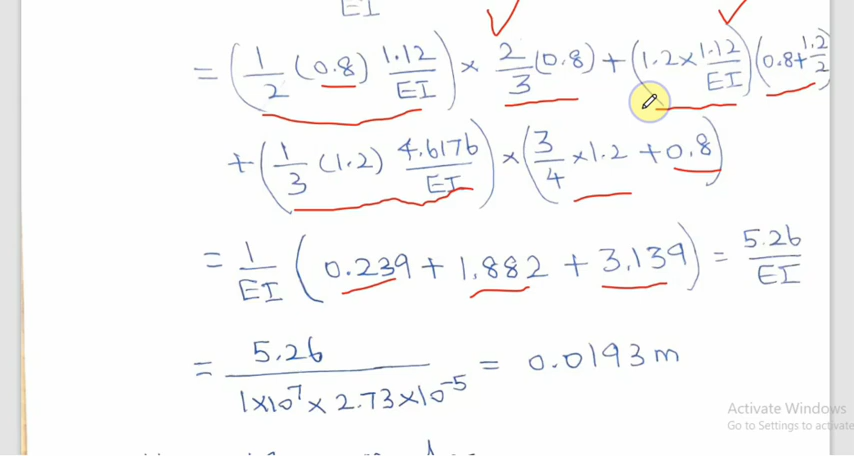 EI
= (1/2 (0.8) 1.12/EI) × 2/3 (0.8) + (1.2 × 1.12/EI) (0.8 + 1.2/2)
+ (1/3 (1.2) 4.6176/EI) × (3/4 × 1.2 + 0.8)
= 1/EI (0.239 + 1.882 + 3.139) = 5.26/EI
= 5.26/(1×10⁷ × 2.73×10⁻⁵) = 0.0193 m
Activate Windows
Go to Settings to activate